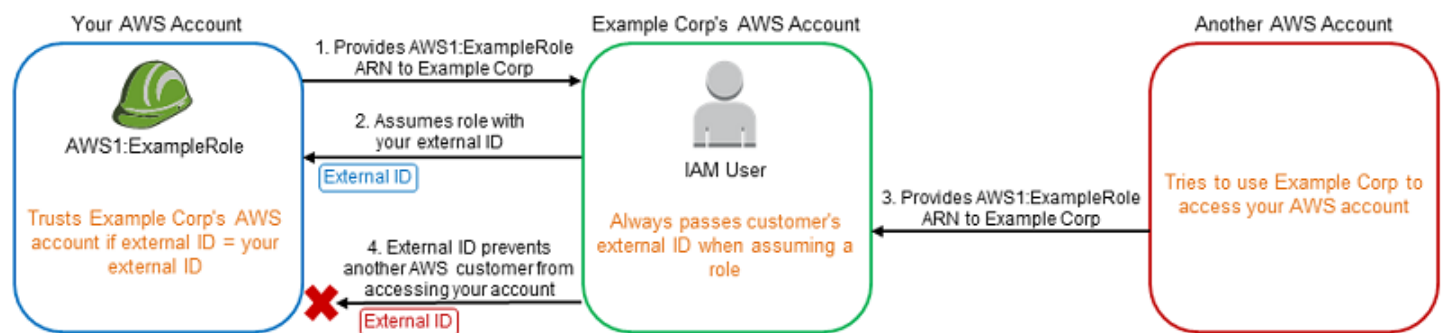 Your AWS Account
Example Corp's AWS Account
Another AWS Account
1. Provides AWS1:ExampleRole
ARN to Example Corp
AWS1:ExampleRole
2. Assumes role with
your external ID
External ID
IAM User
Trusts Example Corp's AWS
account if external ID = your
external ID
Always passes customer's
external ID when assuming a
role
3. Provides AWS1:ExampleRole
ARN to Example Corp
Tries to use Example Corp to
access your AWS account
4. External ID prevents
another AWS customer from
accessing your account
External ID